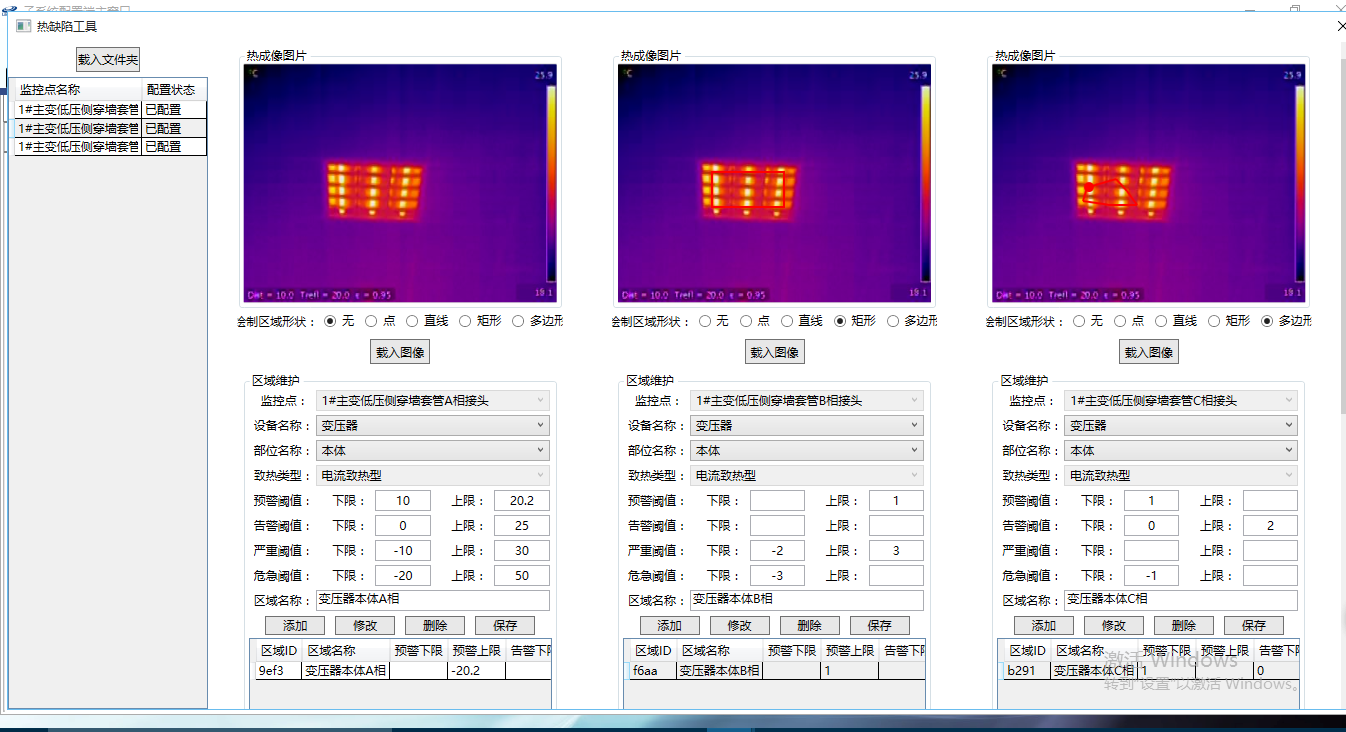 子系统配置端主窗口
热缺陷工具
载入文件夹
监控点名称 配置状态
1#主变低压侧穿墙套管 已配置
1#主变低压侧穿墙套管 已配置
1#主变低压侧穿墙套管 已配置
热成像图片 热成像图片 热成像图片
°C 25.9 °C 25.9 °C 25.9
Dist = 10.0 Trefl = 20.0 ε = 0.95 18.1 Dist = 10.0 Trefl = 20.0 ε = 0.95 18.1 Dist = 10.0 Trefl = 20.0 ε = 0.95 18.1
绘制区域形状： 无 点 直线 矩形 多边形 绘制区域形状： 无 点 直线 矩形 多边形 绘制区域形状： 无 点 直线 矩形 多边形
载入图像 载入图像 载入图像
区域维护 区域维护 区域维护
监控点： 1#主变低压侧穿墙套管A相接头 监控点： 1#主变低压侧穿墙套管B相接头 监控点： 1#主变低压侧穿墙套管C相接头
设备名称： 变压器 设备名称： 变压器 设备名称： 变压器
部位名称： 本体 部位名称： 本体 部位名称： 本体
致热类型： 电流致热型 致热类型： 电流致热型 致热类型： 电流致热型
预警阈值： 下限： 10 上限： 20.2 预警阈值： 下限： 上限： 1 预警阈值： 下限： 1 上限：
告警阈值： 下限： 0 上限： 25 告警阈值： 下限： 上限： 告警阈值： 下限： 0 上限： 2
严重阈值： 下限： -10 上限： 30 严重阈值： 下限： -2 上限： 3 严重阈值： 下限： 上限：
危急阈值： 下限： -20 上限： 50 危急阈值： 下限： -3 上限： 危急阈值： 下限： -1 上限：
区域名称： 变压器本体A相 区域名称： 变压器本体B相 区域名称： 变压器本体C相
添加 修改 删除 保存 添加 修改 删除 保存 添加 修改 删除 保存
区域ID 区域名称 预警下限 预警上限 告警下限 区域ID 区域名称 预警下限 预警上限 告警下限 区域ID 区域名称 预警下限 预警上限 告警下限
9ef3 变压器本体A相 -20.2 f6aa 变压器本体B相 1 b291 变压器本体C相 1 0
激活 Windows
转到"设置"以激活 Windows。